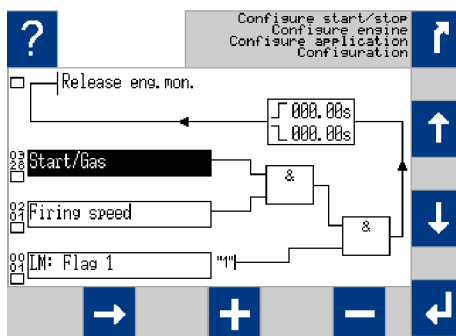 ?
Configure start/stop
Configure engine
Configure application
Configuration
Release eng.mon.
000.00s
000.00s
03
28
Start/Gas
&
02
01
Firing speed
&
00
01
LM: Flag 1
"1"